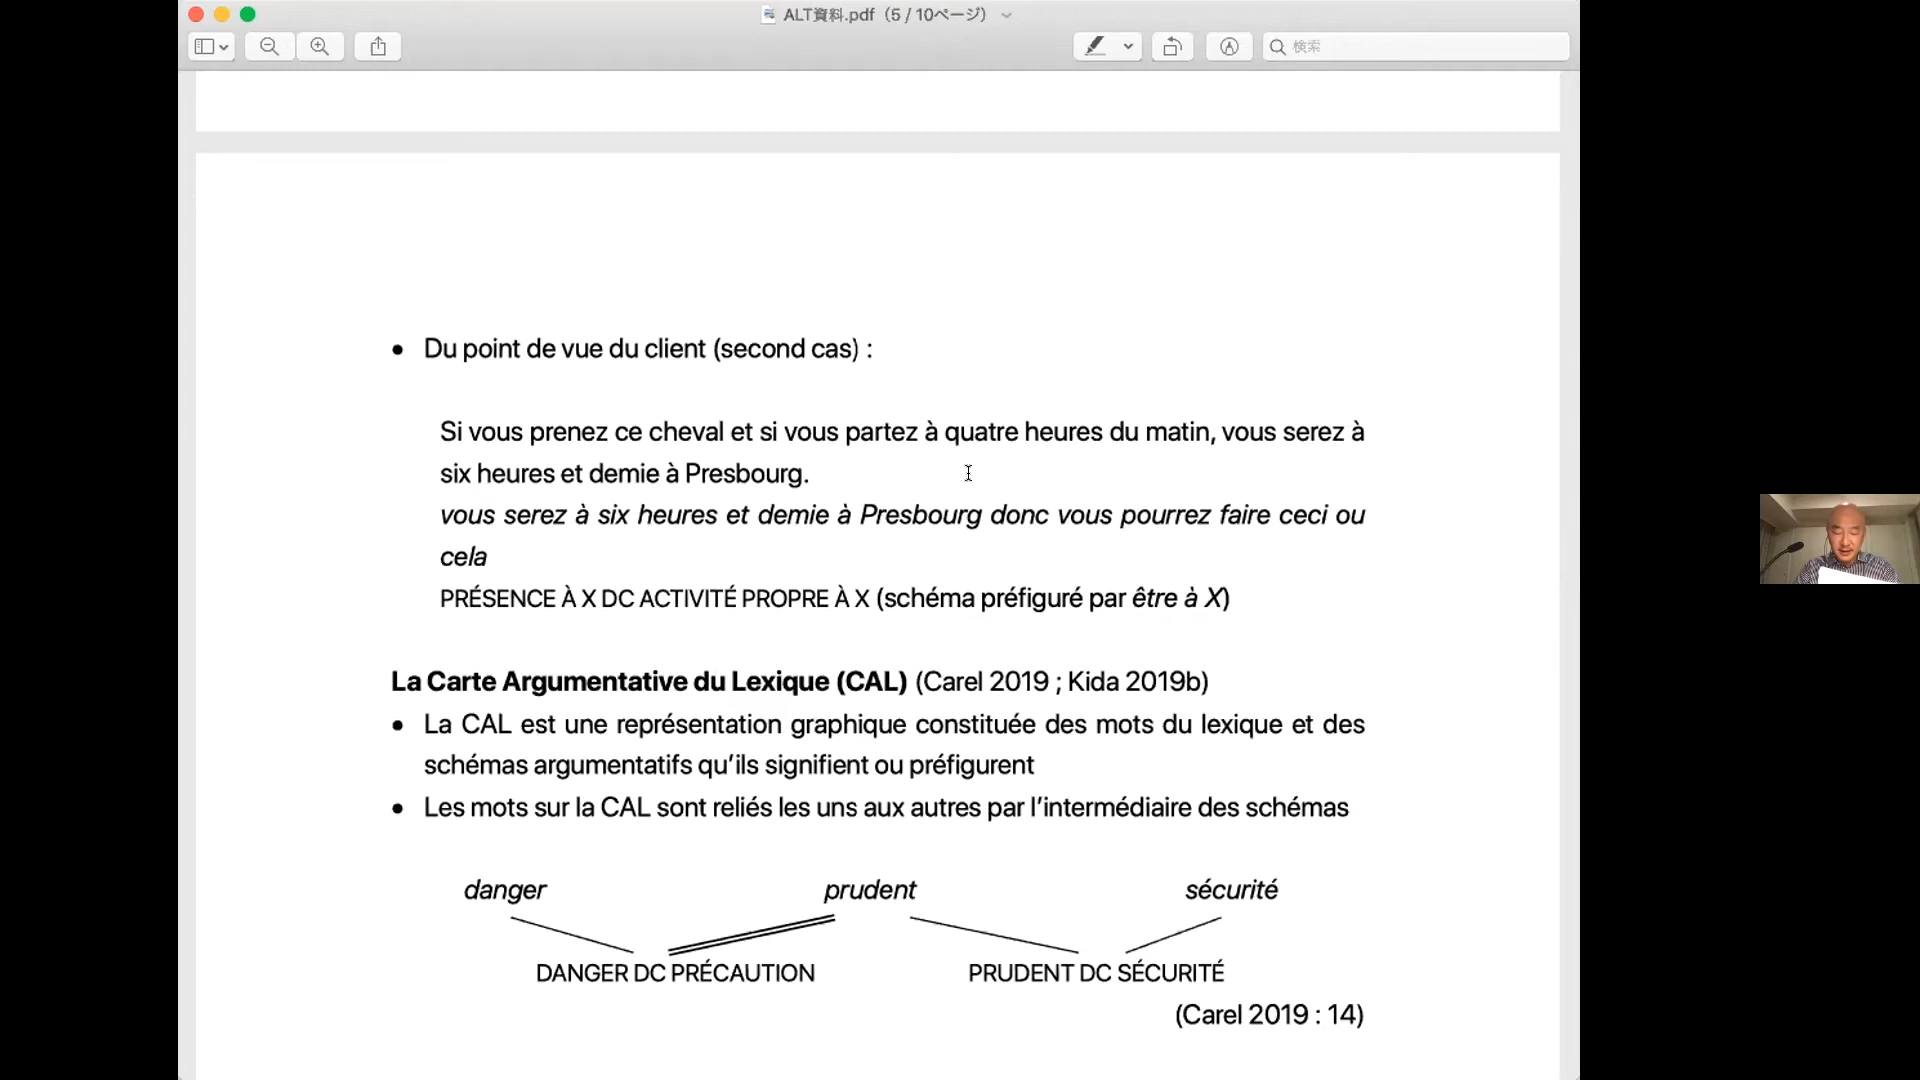 ALT資料.pdf（5 / 10ページ）
検索
• Du point de vue du client (second cas) :
Si vous prenez ce cheval et si vous partez à quatre heures du matin, vous serez à
six heures et demie à Presbourg.
vous serez à six heures et demie à Presbourg donc vous pourrez faire ceci ou
cela
PRÉSENCE À X DC ACTIVITÉ PROPRE À X (schéma préfiguré par être à X)
La Carte Argumentative du Lexique (CAL) (Carel 2019 ; Kida 2019b)
• La CAL est une représentation graphique constituée des mots du lexique et des
schémas argumentatifs qu’ils signifient ou préfigurent
• Les mots sur la CAL sont reliés les uns aux autres par l’intermédiaire des schémas
danger prudent sécurité
DANGER DC PRÉCAUTION PRUDENT DC SÉCURITÉ
(Carel 2019 : 14)